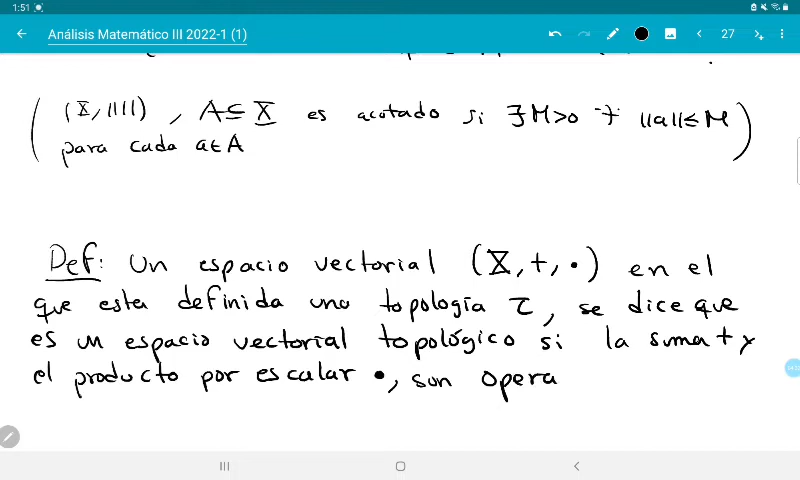 1:51
Análisis Matemático III 2022-1 (1)
27
(X, ||||), A⊆X es acotado si ∃M>0 ∋ ||a||≤M
para cada a∈A
Def: Un espacio vectorial (X,+,•) en el
que esta definida una topología τ, se dice que
es un espacio vectorial topológico si la suma + y
el producto por escalar •, son opera